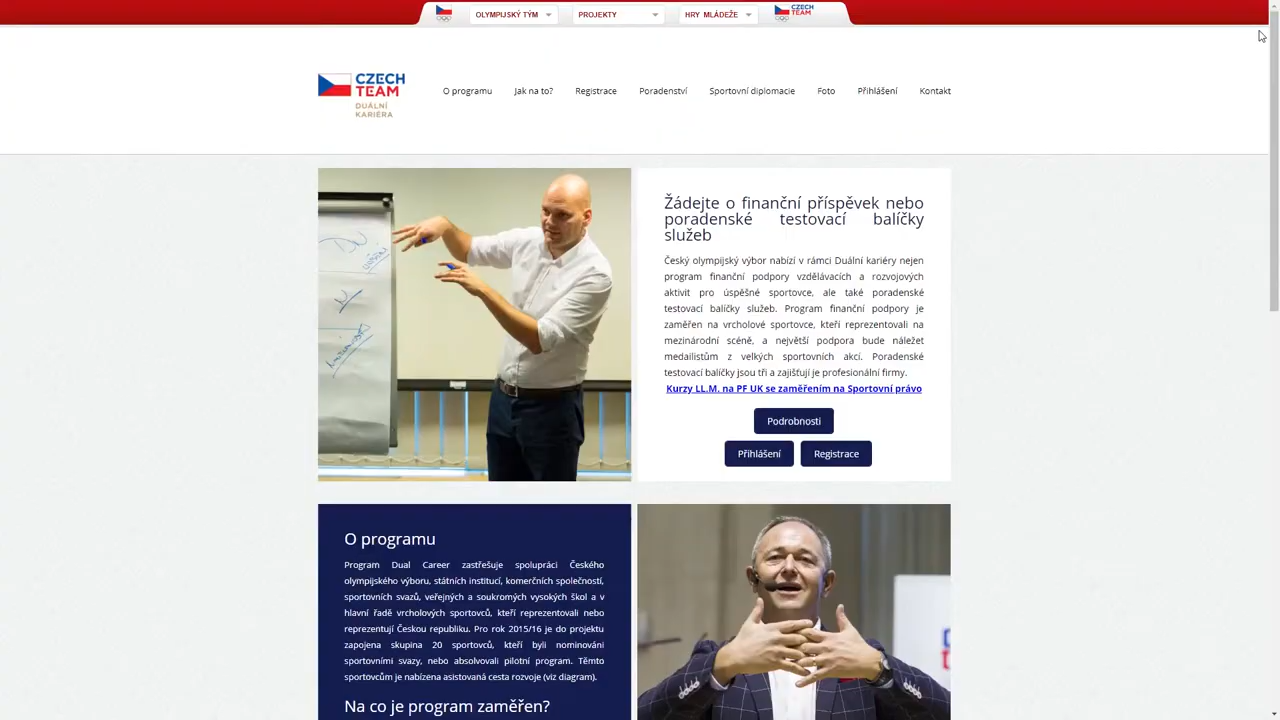 OLYMPIJSKÝ TÝM
PROJEKTY
HRY MLÁDEŽE
CZECH
TEAM
CZECH
TEAM
DUÁLNÍ
KARIÉRA
O programu
Jak na to?
Registrace
Poradenství
Sportovní diplomacie
Foto
Přihlášení
Kontakt
Žádejte o finanční příspěvek nebo
poradenské testovací balíčky
služeb
Český olympijský výbor nabízí v rámci Duální kariéry nejen
program finanční podpory vzdělávacích a rozvojových
aktivit pro úspěšné sportovce, ale také poradenské
testovací balíčky služeb. Program finanční podpory je
zaměřen na vrcholové sportovce, kteří reprezentovali na
mezinárodní scéně, a největší podpora bude náležet
medailistům z velkých sportovních akcí. Poradenské
testovací balíčky jsou tři a zajišťují je profesionální firmy.
Kurzy LL.M. na PF UK se zaměřením na Sportovní právo
Podrobnosti
Přihlášení
Registrace
O programu
Program Dual Career zastřešuje spolupráci Českého
olympijského výboru, státních institucí, komerčních společností,
sportovních svazů, veřejných a soukromých vysokých škol a v
hlavní řadě vrcholových sportovců, kteří reprezentovali nebo
reprezentují Českou republiku. Pro rok 2015/16 je do projektu
zapojena skupina 20 sportovců, kteří byli nominováni
sportovními svazy, nebo absolvovali pilotní program. Těmto
sportovcům je nabízena asistovaná cesta rozvoje (viz diagram).
Na co je program zaměřen?